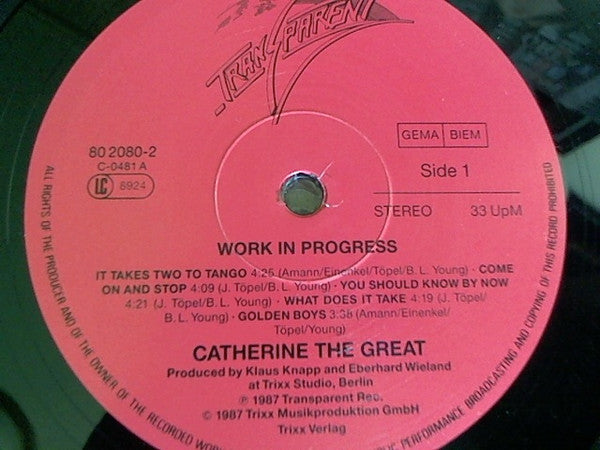 TRANSPARENT
80 2080-2
C-0481 A
LC 8924
GEMA BIEM
Side 1
STEREO 33 UpM
WORK IN PROGRESS
IT TAKES TWO TO TANGO 4:25 (Amann/Einenkel/Töpel/B. L. Young) · COME
ON AND STOP 4:09 (J. Töpel/B. L. Young) · YOU SHOULD KNOW BY NOW
4:21 (J. Töpel/B. L. Young) · WHAT DOES IT TAKE 4:19 (J. Töpel/
B. L. Young) · GOLDEN BOYS 3:38 (Amann/Einenkel/
Töpel/Young)
CATHERINE THE GREAT
Produced by Klaus Knapp and Eberhard Wieland
at Trixx Studio, Berlin
℗ 1987 Transparent Rec.
© 1987 Trixx Musikproduktion GmbH
Trixx Verlag
ALL RIGHTS OF THE PRODUCER AND OF THE OWNER OF THE RECORDED WOR
PERFORMANCE BROADCASTING AND COPYING OF THIS RECORD PROHIBITED